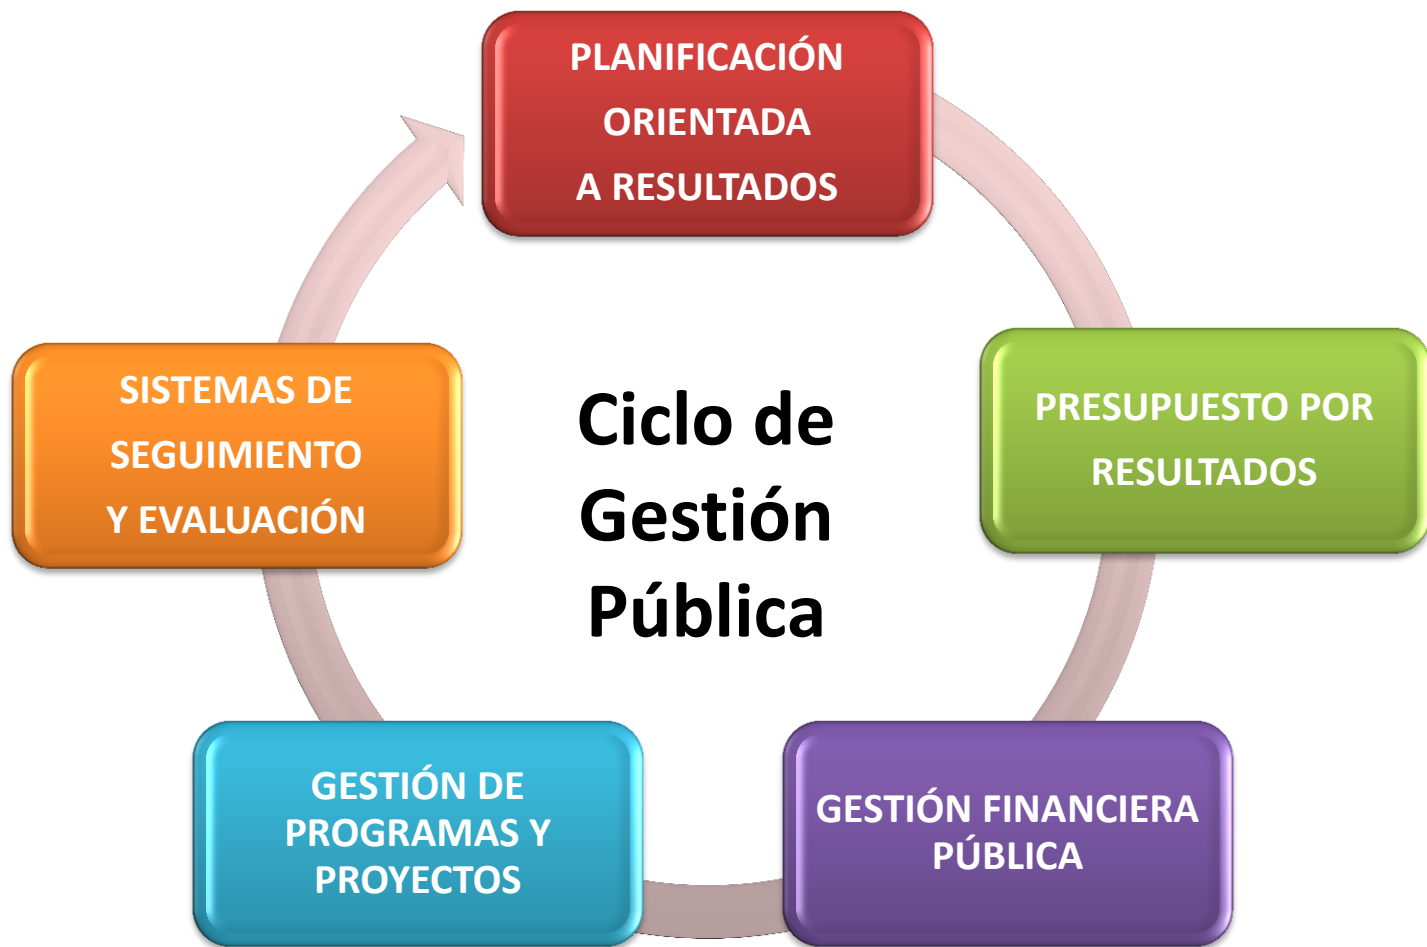 PLANIFICACIÓN
ORIENTADA
A RESULTADOS
PRESUPUESTO POR
RESULTADOS
GESTIÓN FINANCIERA
PÚBLICA
GESTIÓN DE
PROGRAMAS Y
PROYECTOS
SISTEMAS DE
SEGUIMIENTO
Y EVALUACIÓN
Ciclo de
Gestión
Pública